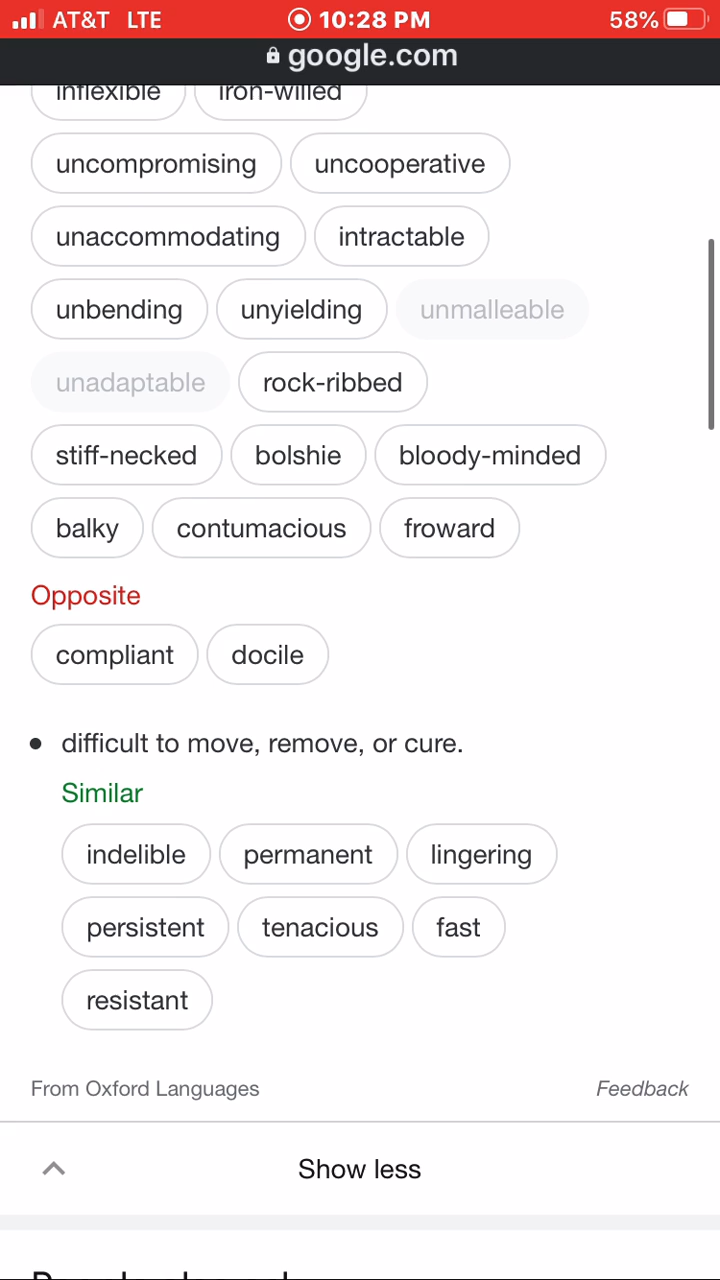 AT&T LTE 10:28 PM 58%
google.com
inflexible iron-willed
uncompromising uncooperative
unaccommodating intractable
unbending unyielding unmalleable
unadaptable rock-ribbed
stiff-necked bolshie bloody-minded
balky contumacious froward
Opposite
compliant docile
• difficult to move, remove, or cure.
Similar
indelible permanent lingering
persistent tenacious fast
resistant
From Oxford Languages Feedback
Show less